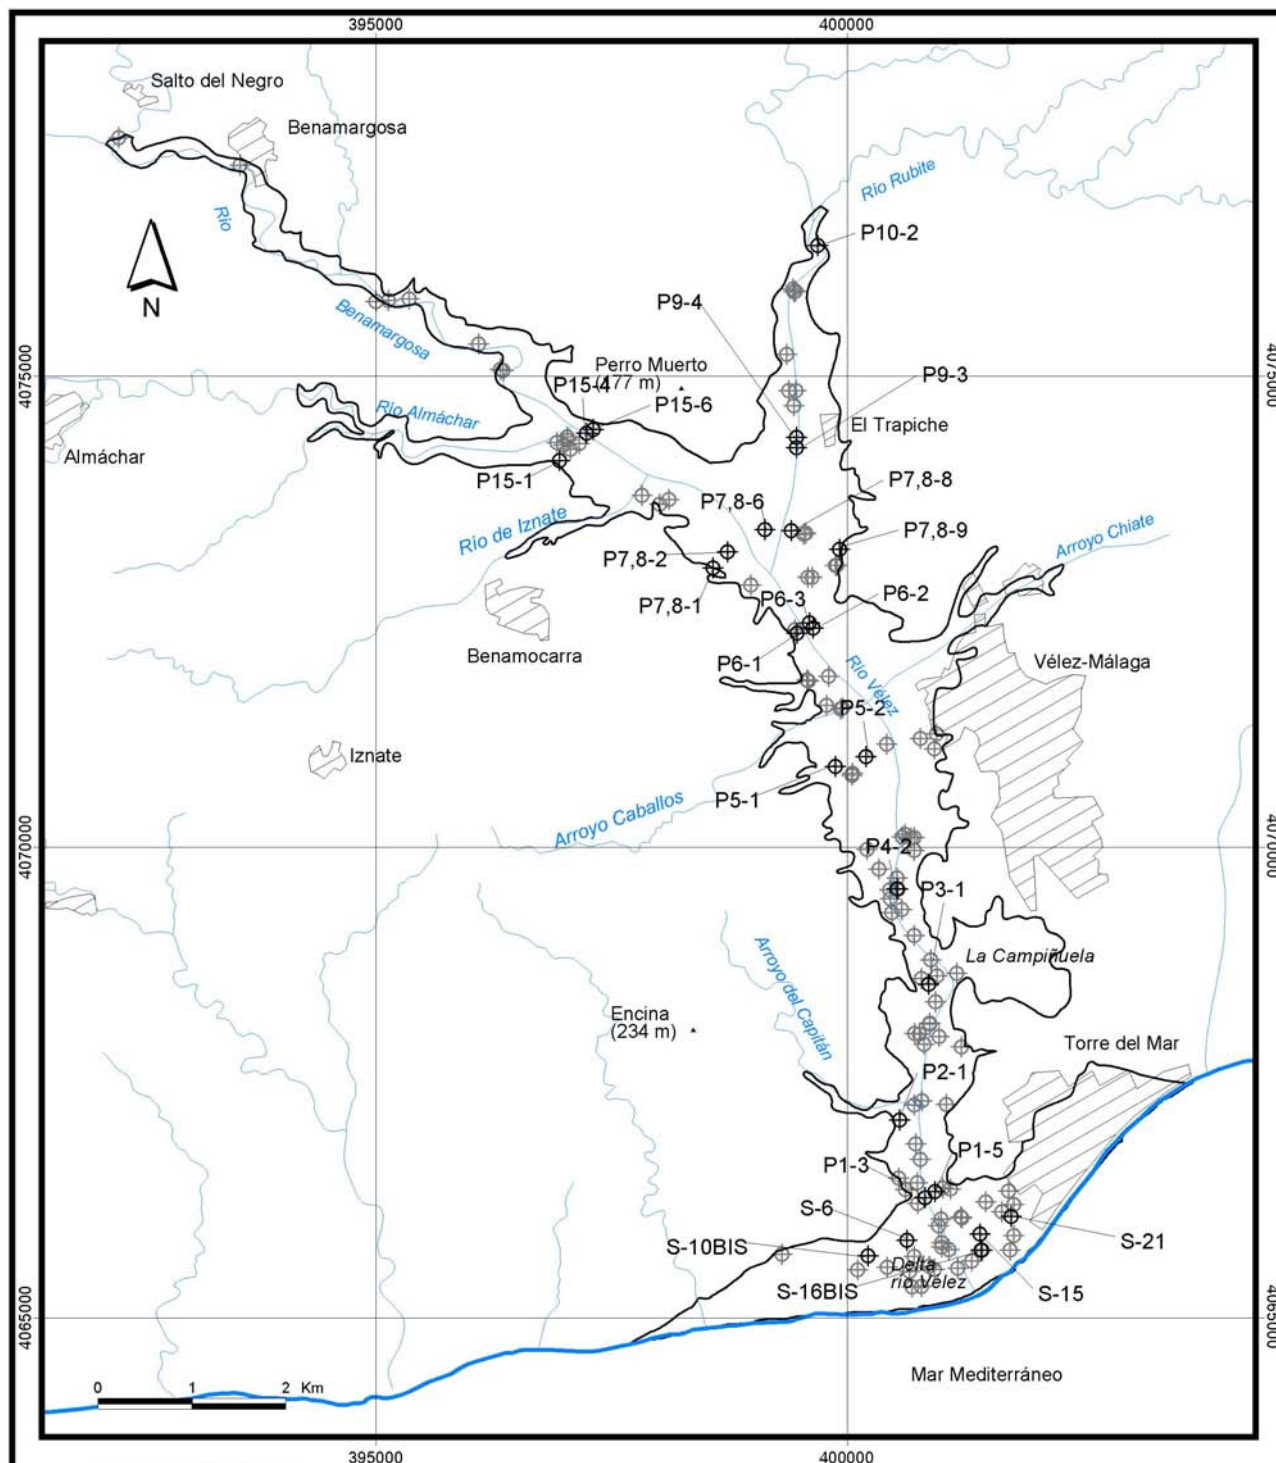 395000
400000
Salto del Negro
Benamargosa
Río Rubite
Río
P10-2
N
P9-4
Benamargosa
4075000
4075000
Perro Muerto
(177 m)
P9-3
P15-4
P15-6
Río Almáchar
El Trapiche
Almáchar
P15-1
P7,8-8
P7,8-6
Río de Iznate
P7,8-9
Arroyo Chiate
P7,8-2
P6-3
P6-2
P7,8-1
Benamocarra
P6-1
Río Vélez
Vélez-Málaga
P5-2
Iznate
P5-1
Arroyo Caballos
4070000
4070000
P4-2
P3-1
Arroyo del Capitán
La Campiñuela
Encina
(234 m)
Torre del Mar
P2-1
P1-5
P1-3
S-6
S-21
S-10BIS
Delta
río Vélez
S-16BIS
S-15
4065000
4065000
Mar Mediterráneo
0 1 2 Km
395000
400000